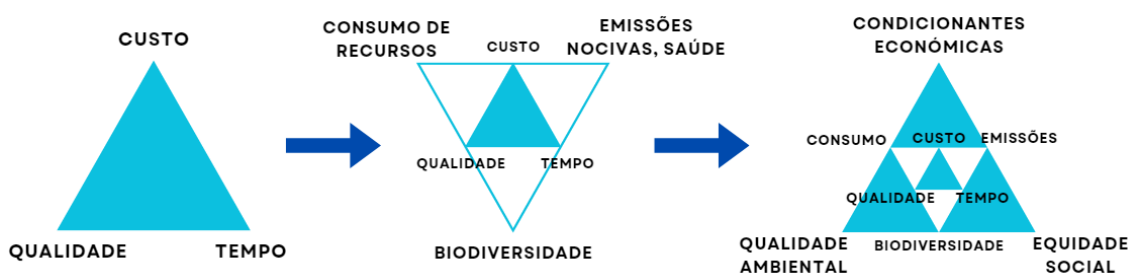 CUSTO
QUALIDADE
TEMPO
CONSUMO DE
RECURSOS
CUSTO
EMISSÕES
NOCIVAS, SAÚDE
QUALIDADE
TEMPO
BIODIVERSIDADE
CONDICIONANTES
ECONÓMICAS
CONSUMO
CUSTO
EMISSÕES
QUALIDADE
TEMPO
QUALIDADE
AMBIENTAL
BIODIVERSIDADE
EQUIDADE
SOCIAL